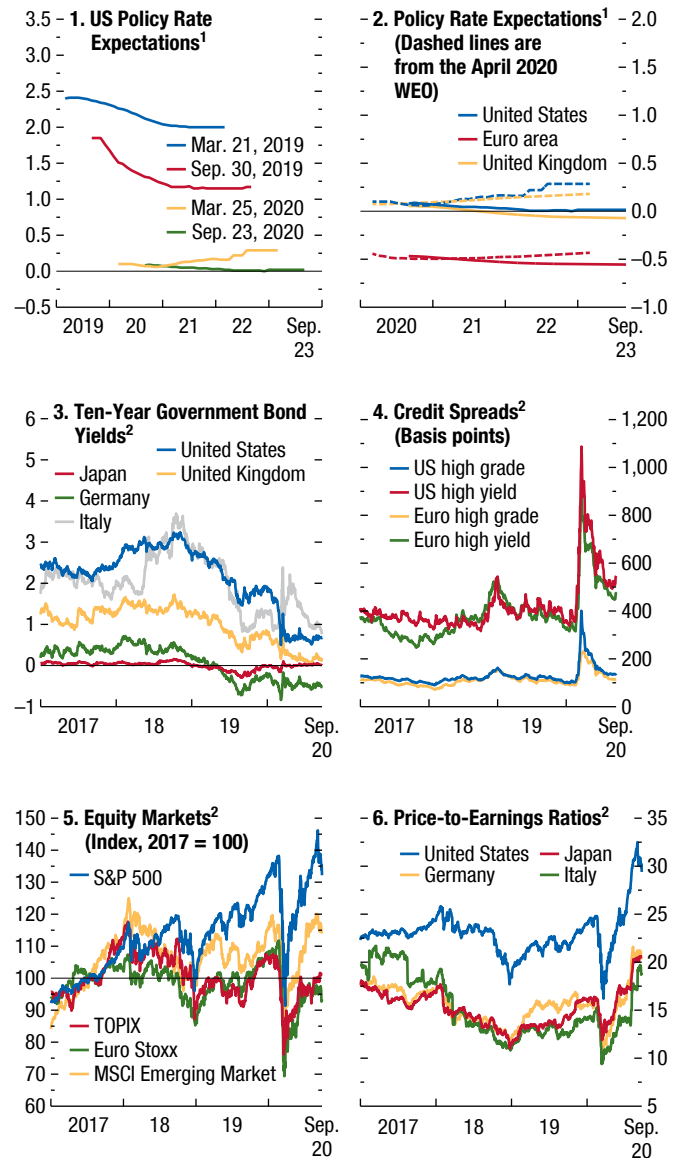 1. US Policy Rate
Expectations1
3.5
3.0
2.5
2.0
1.5
1.0
0.5
0.0
–0.5
Mar. 21, 2019
Sep. 30, 2019
Mar. 25, 2020
Sep. 23, 2020
2019 20 21 22 Sep.
23
2. Policy Rate Expectations1
(Dashed lines are
from the April 2020
WEO)
United States
Euro area
United Kingdom
2.0
1.5
1.0
0.5
0.0
–0.5
–1.0
2020 21 22 Sep.
23
3. Ten-Year Government Bond
Yields2
United States
Japan United Kingdom
Germany
Italy
6
5
4
3
2
1
0
–1
2017 18 19 Sep.
20
4. Credit Spreads2
(Basis points)
US high grade
US high yield
Euro high grade
Euro high yield
1,200
1,000
800
600
400
200
0
2017 18 19 Sep.
20
5. Equity Markets2
(Index, 2017 = 100)
S&P 500
TOPIX
Euro Stoxx
MSCI Emerging Market
150
140
130
120
110
100
90
80
70
60
2017 18 19 Sep.
20
6. Price-to-Earnings Ratios2
United States Japan
Germany Italy
35
30
25
20
15
10
5
2017 18 19 Sep.
20